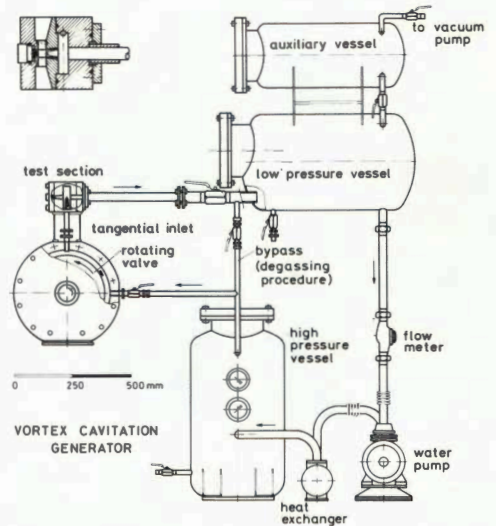 to vacuum
pump
auxiliary vessel
low pressure vessel
test section
tangential inlet
rotating
valve
bypass
(degassing
procedure)
high
pressure
vessel
flow
meter
0 250 500 mm
VORTEX CAVITATION
GENERATOR
water
pump
heat
exchanger